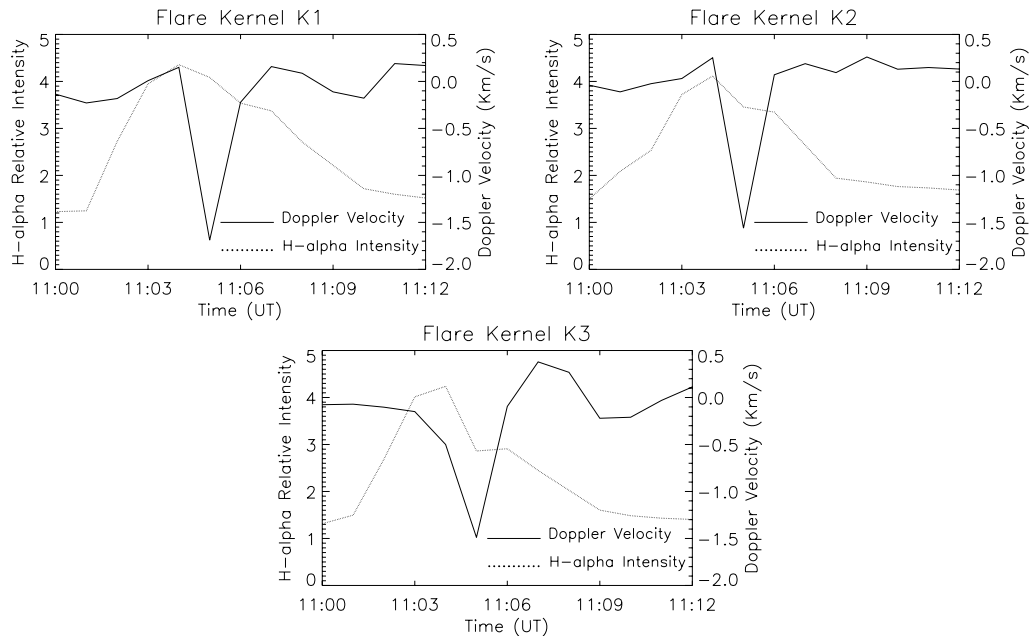 Flare Kernel K1
H-alpha Relative Intensity
5
4
3
2
1
0
0.5
0.0
-0.5
-1.0
-1.5
-2.0
Doppler Velocity (Km/s)
Doppler Velocity
H-alpha Intensity
11:00 11:03 11:06 11:09 11:12
Time (UT)
Flare Kernel K2
H-alpha Relative Intensity
5
4
3
2
1
0
0.5
0.0
-0.5
-1.0
-1.5
-2.0
Doppler Velocity (Km/s)
Doppler Velocity
H-alpha Intensity
11:00 11:03 11:06 11:09 11:12
Time (UT)
Flare Kernel K3
H-alpha Relative Intensity
5
4
3
2
1
0
0.5
0.0
-0.5
-1.0
-1.5
-2.0
Doppler Velocity (Km/s)
Doppler Velocity
H-alpha Intensity
11:00 11:03 11:06 11:09 11:12
Time (UT)